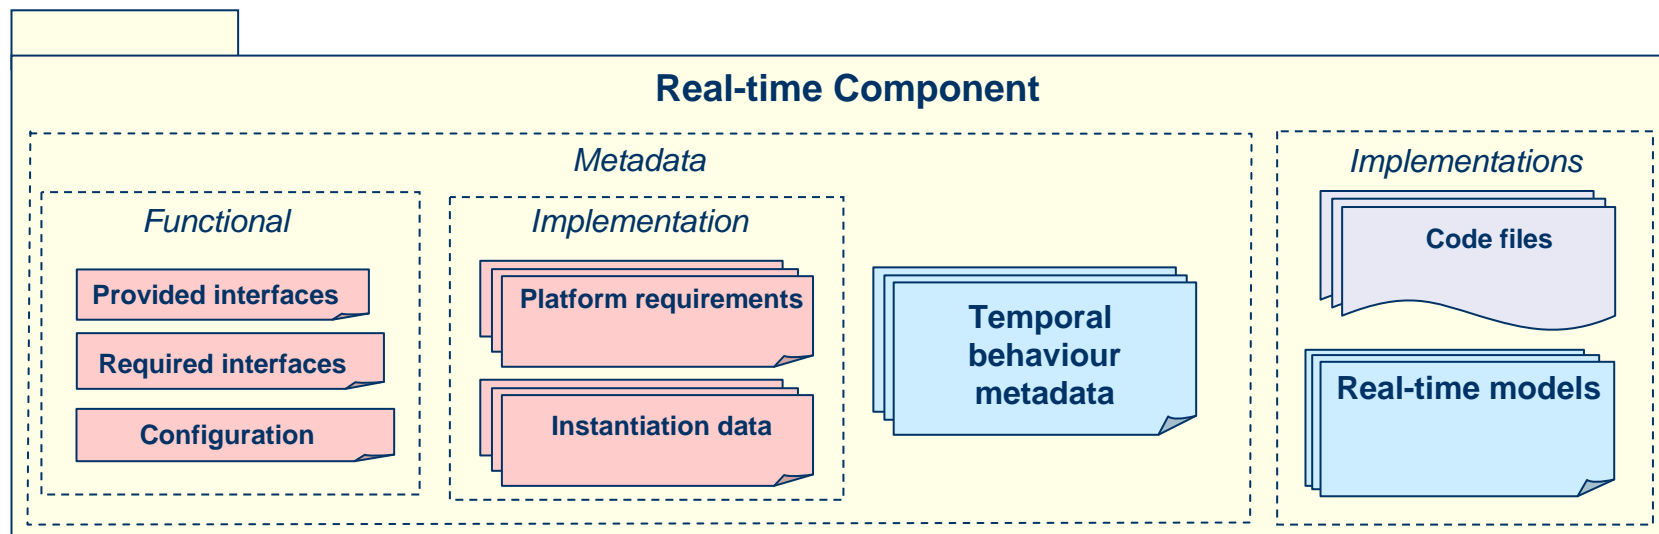 Real-time Component
Metadata
Functional
Provided interfaces
Required interfaces
Configuration
Implementation
Platform requirements
Instantiation data
Temporal
behaviour
metadata
Implementations
Code files
Real-time models